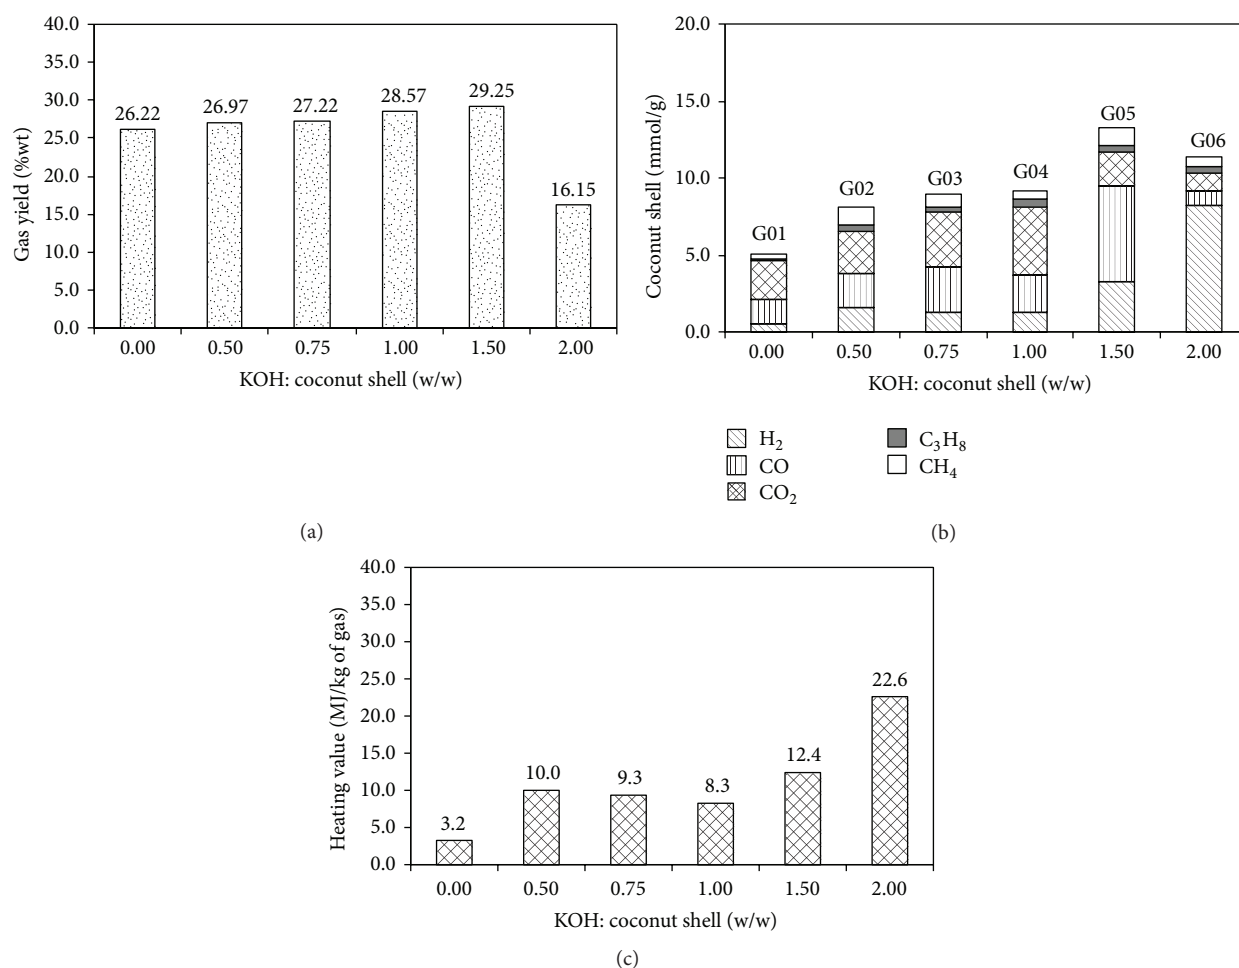 40.0
35.0
30.0
25.0
20.0
15.0
10.0
5.0
0.0
Gas yield (%wt)
26.22
26.97
27.22
28.57
29.25
16.15
0.00 0.50 0.75 1.00 1.50 2.00
KOH: coconut shell (w/w)
(a)
20.0
15.0
10.0
5.0
0.0
Coconut shell (mmol/g)
G01
G02
G03
G04
G05
G06
0.00 0.50 0.75 1.00 1.50 2.00
KOH: coconut shell (w/w)
H₂
CO
CO₂
C₃H₈
CH₄
(b)
40.0
35.0
30.0
25.0
20.0
15.0
10.0
5.0
0.0
Heating value (MJ/kg of gas)
3.2
10.0
9.3
8.3
12.4
22.6
0.00 0.50 0.75 1.00 1.50 2.00
KOH: coconut shell (w/w)
(c)